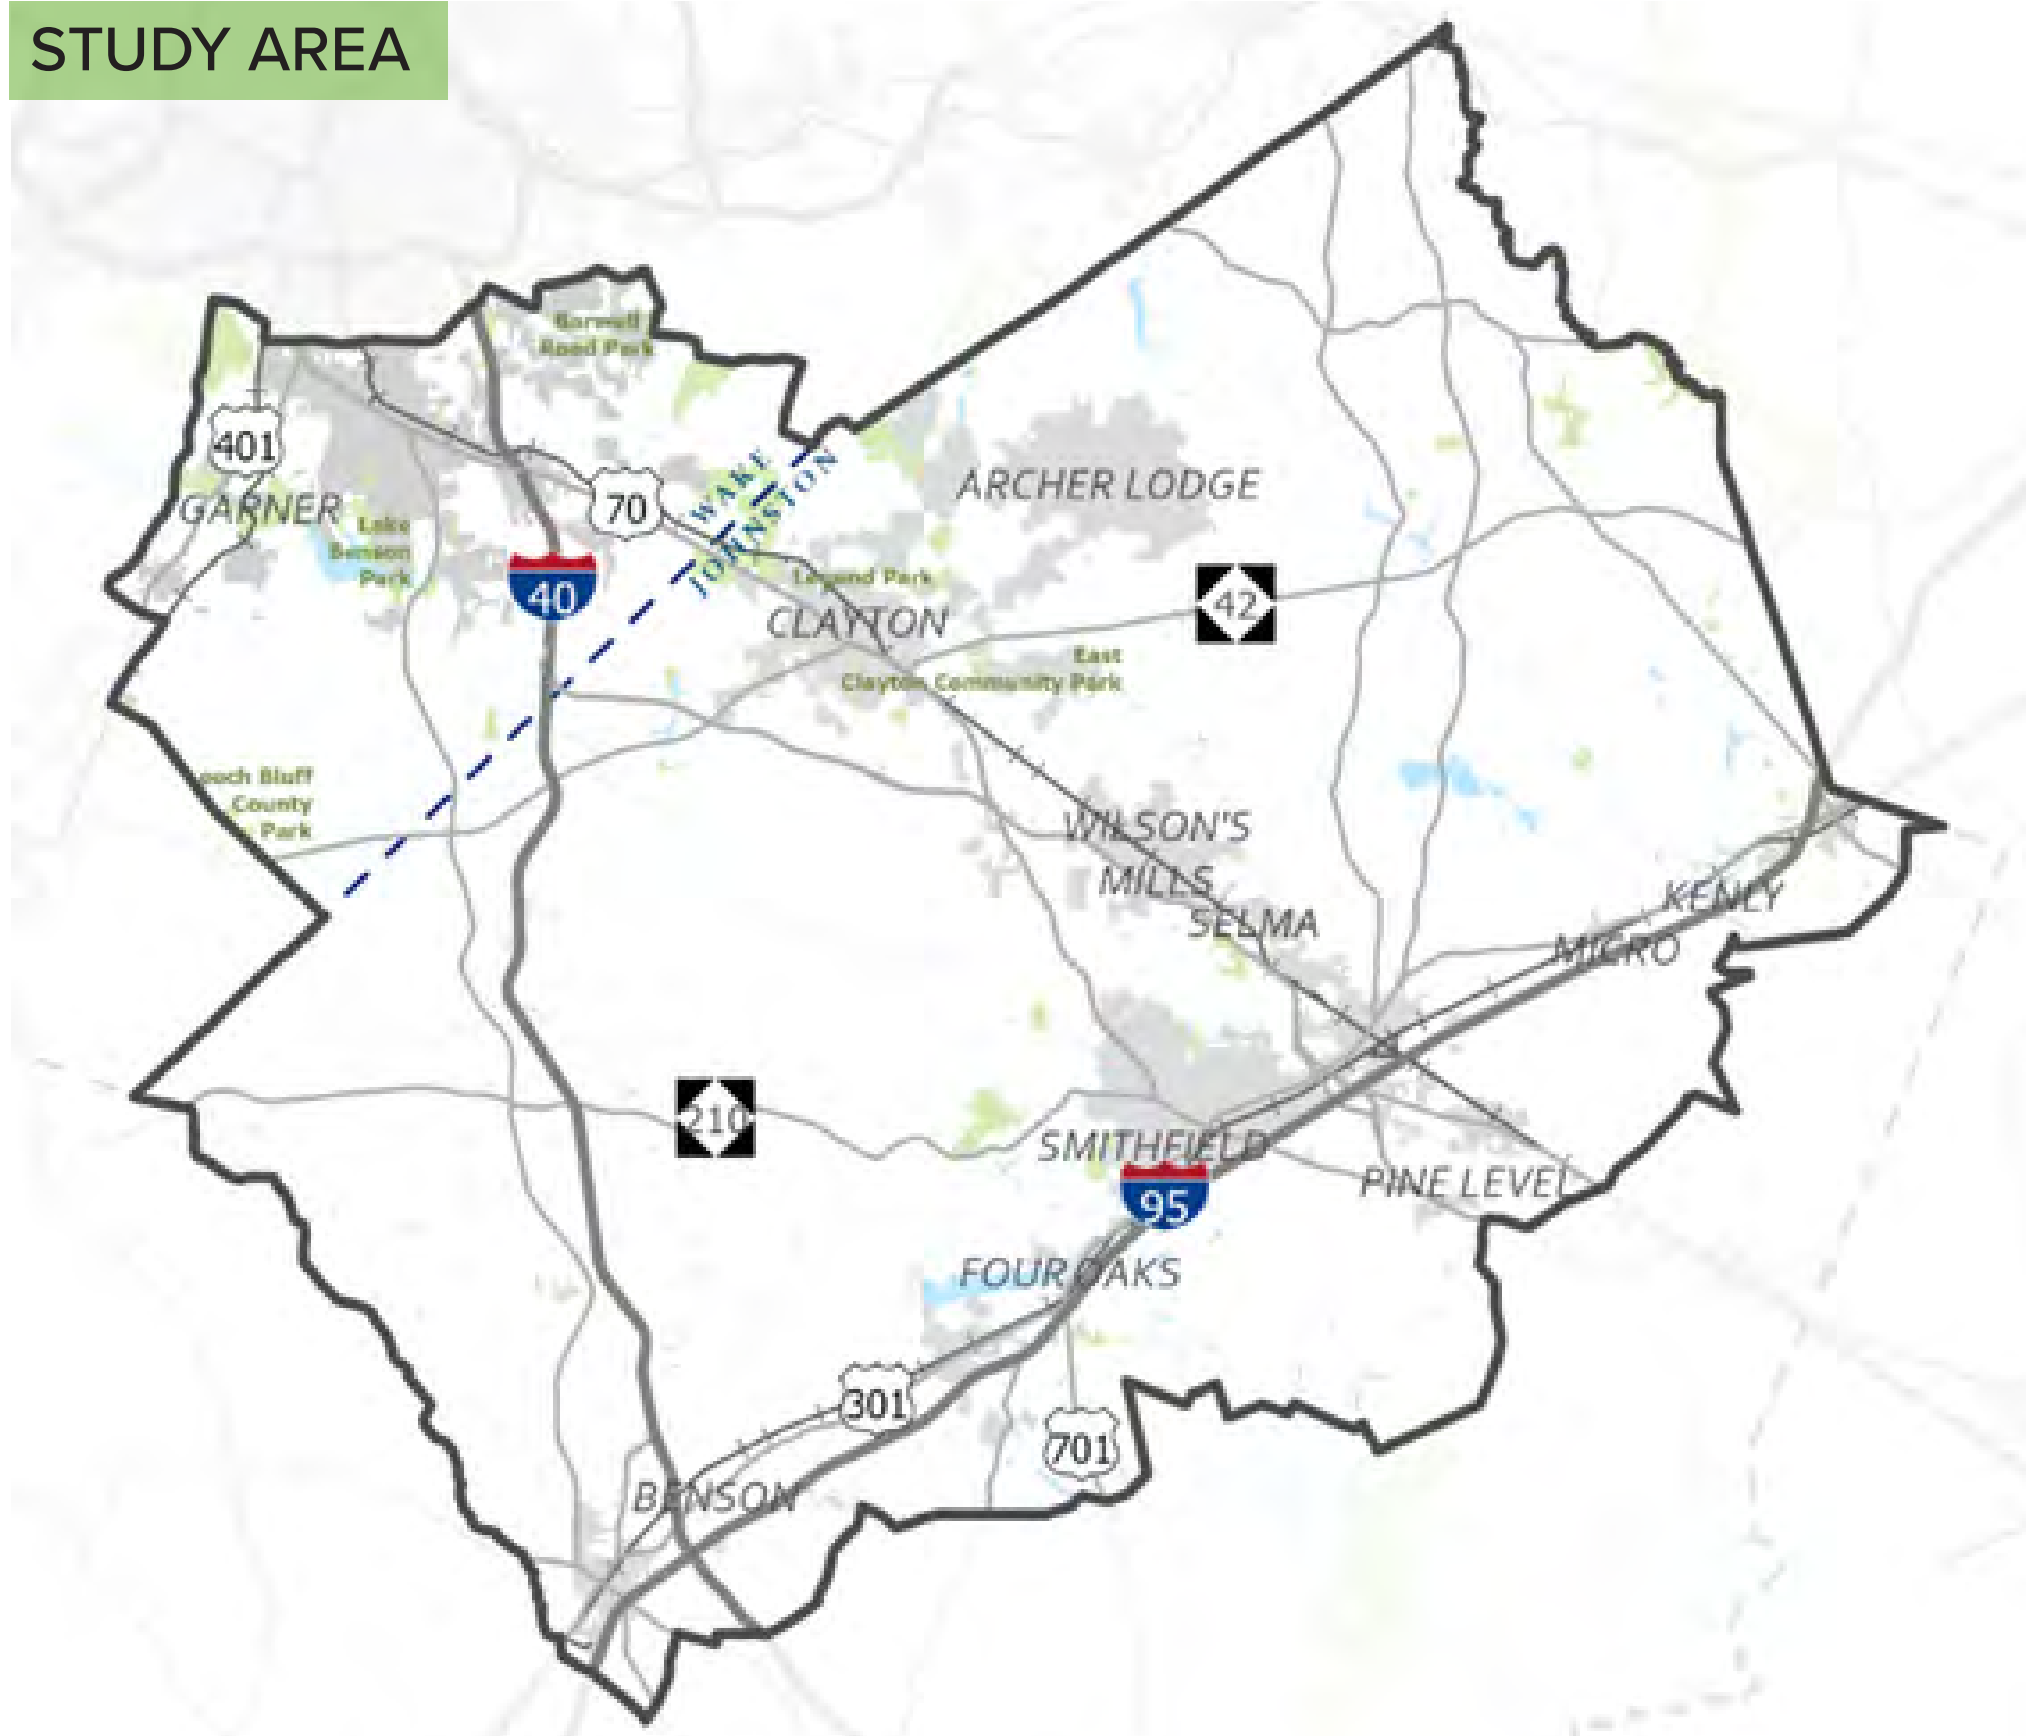 STUDY AREA
Barwell
Road Park
401
GARNER
70
WAKE
JOHNSTON
ARCHER LODGE
Lake
Benson
Park
40
Legend Park
CLAYTON
42
East
Clayton Community Park
Bluff
County
Park
WILSON'S
MILLS
SELMA
KENLY
MICRO
210
SMITHFIELD
PINE LEVEL
95
FOUR OAKS
301
701
BENSON